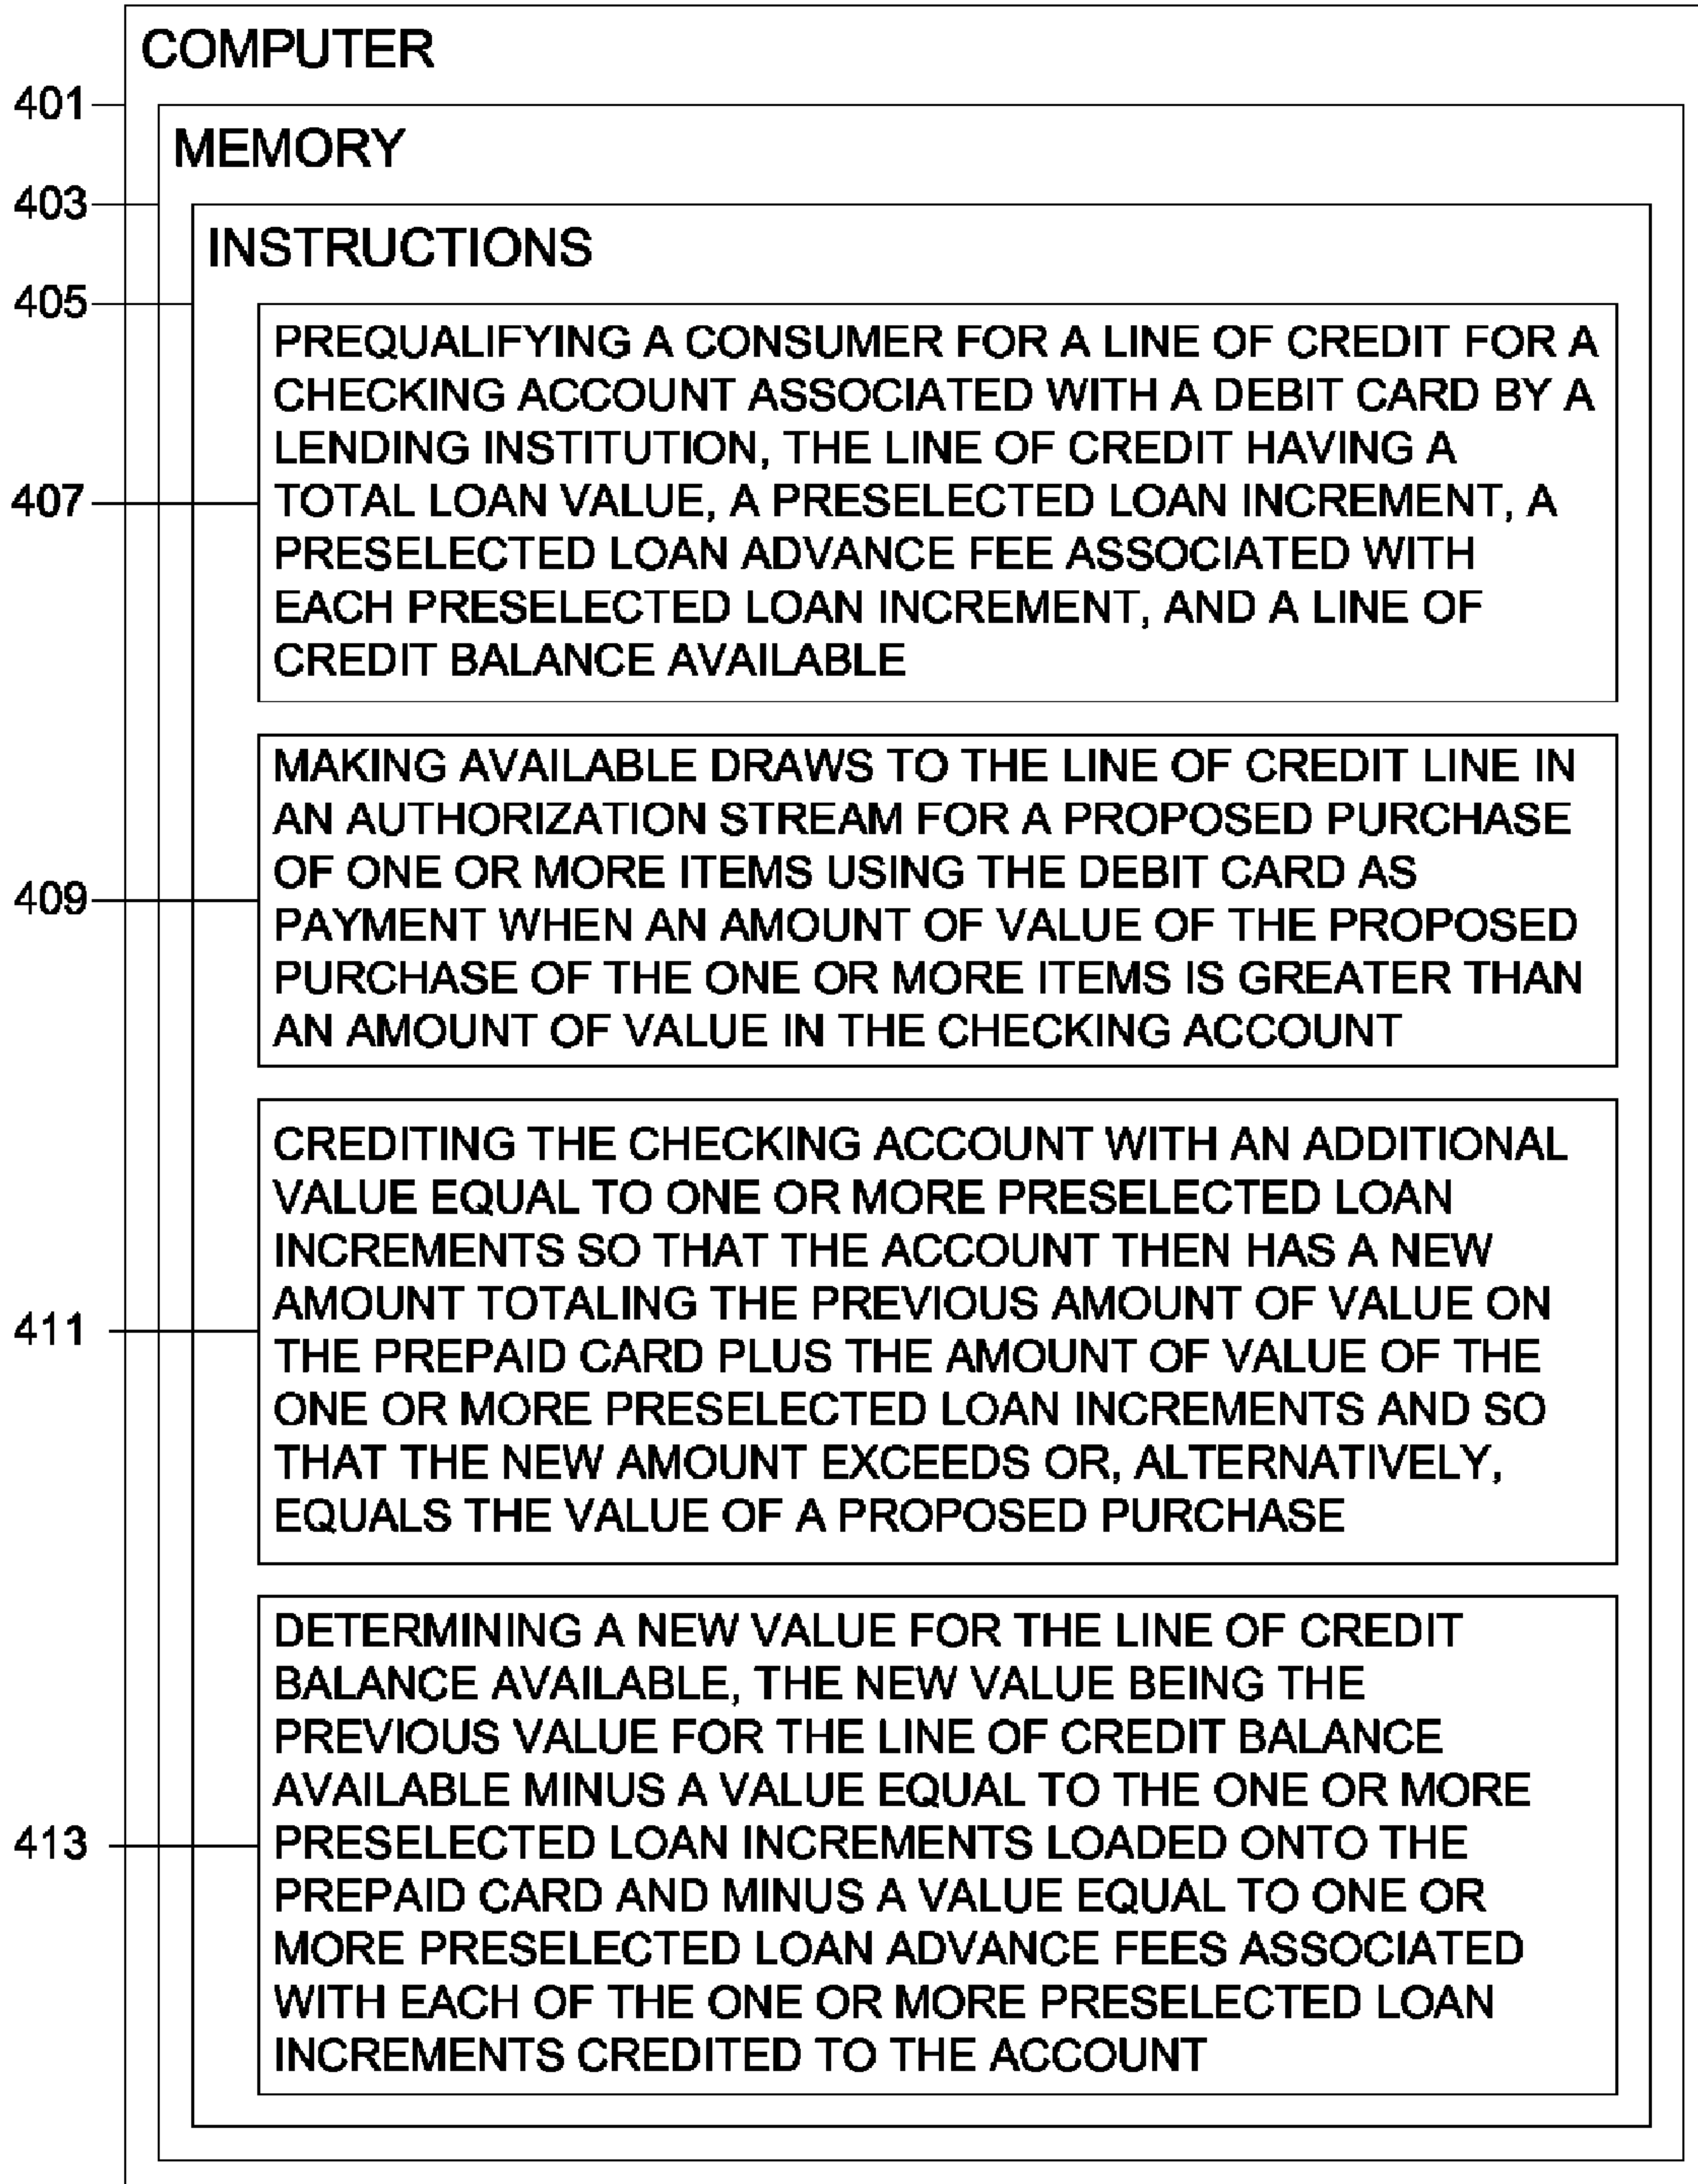 COMPUTER
401
MEMORY
403
INSTRUCTIONS
405
PREQUALIFYING A CONSUMER FOR A LINE OF CREDIT FOR A
CHECKING ACCOUNT ASSOCIATED WITH A DEBIT CARD BY A
LENDING INSTITUTION, THE LINE OF CREDIT HAVING A
407
TOTAL LOAN VALUE, A PRESELECTED LOAN INCREMENT, A
PRESELECTED LOAN ADVANCE FEE ASSOCIATED WITH
EACH PRESELECTED LOAN INCREMENT, AND A LINE OF
CREDIT BALANCE AVAILABLE
MAKING AVAILABLE DRAWS TO THE LINE OF CREDIT LINE IN
AN AUTHORIZATION STREAM FOR A PROPOSED PURCHASE
OF ONE OR MORE ITEMS USING THE DEBIT CARD AS
409
PAYMENT WHEN AN AMOUNT OF VALUE OF THE PROPOSED
PURCHASE OF THE ONE OR MORE ITEMS IS GREATER THAN
AN AMOUNT OF VALUE IN THE CHECKING ACCOUNT
CREDITING THE CHECKING ACCOUNT WITH AN ADDITIONAL
VALUE EQUAL TO ONE OR MORE PRESELECTED LOAN
INCREMENTS SO THAT THE ACCOUNT THEN HAS A NEW
AMOUNT TOTALING THE PREVIOUS AMOUNT OF VALUE ON
411
THE PREPAID CARD PLUS THE AMOUNT OF VALUE OF THE
ONE OR MORE PRESELECTED LOAN INCREMENTS AND SO
THAT THE NEW AMOUNT EXCEEDS OR, ALTERNATIVELY,
EQUALS THE VALUE OF A PROPOSED PURCHASE
DETERMINING A NEW VALUE FOR THE LINE OF CREDIT
BALANCE AVAILABLE, THE NEW VALUE BEING THE
PREVIOUS VALUE FOR THE LINE OF CREDIT BALANCE
AVAILABLE MINUS A VALUE EQUAL TO THE ONE OR MORE
413
PRESELECTED LOAN INCREMENTS LOADED ONTO THE
PREPAID CARD AND MINUS A VALUE EQUAL TO ONE OR
MORE PRESELECTED LOAN ADVANCE FEES ASSOCIATED
WITH EACH OF THE ONE OR MORE PRESELECTED LOAN
INCREMENTS CREDITED TO THE ACCOUNT